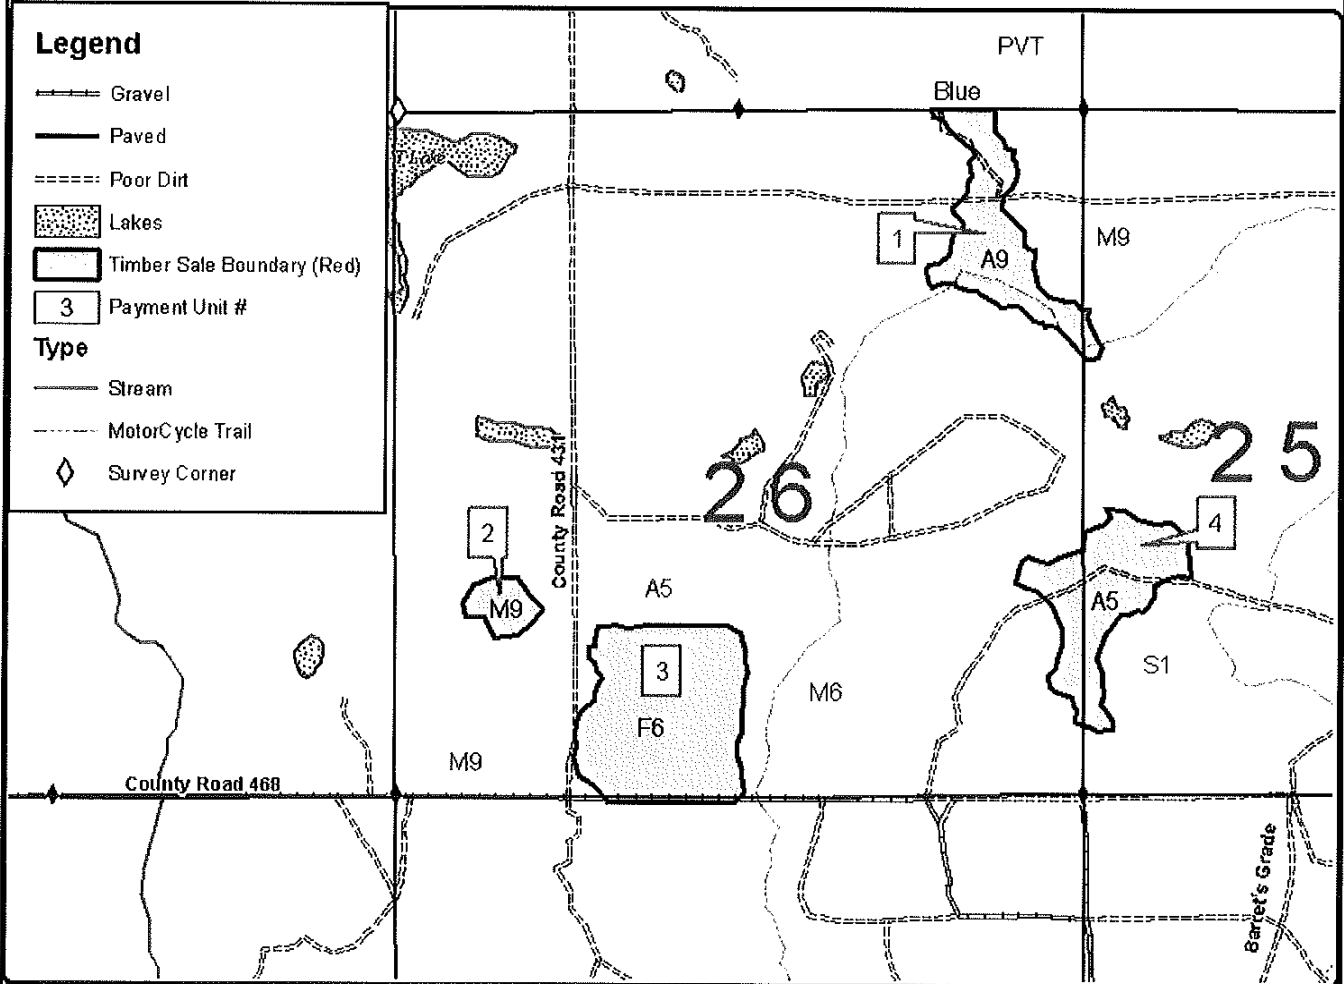 Legend
Gravel
Paved
Poor Dirt
Lakes
Timber Sale Boundary (Red)
3 Payment Unit #
Type
Stream
MotorCycle Trail
Survey Corner
PVT
Blue
Lake
1
A9
M9
26
25
County Road 431
2
M9
A5
4
A5
3
F6
M6
S1
M9
County Road 468
Barret's Grade